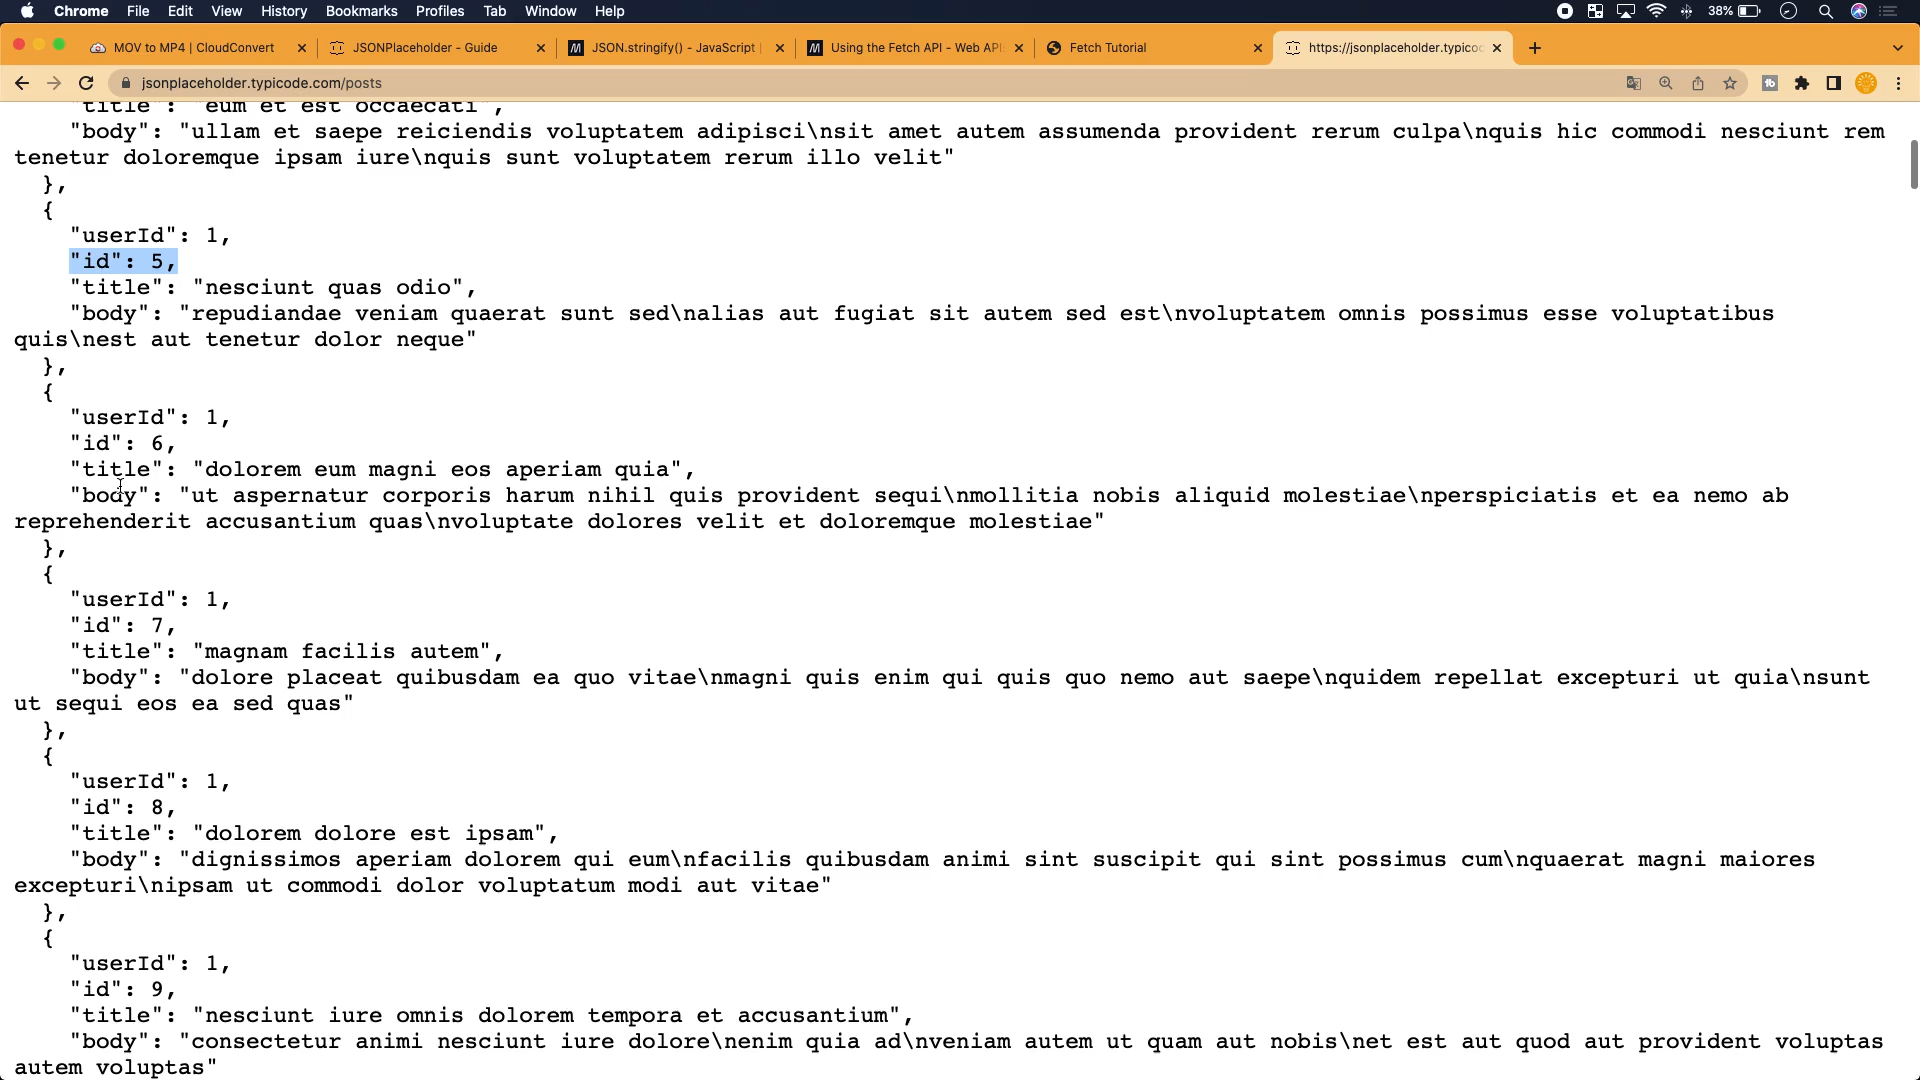 Chrome File Edit View History Bookmarks Profiles Tab Window Help 38%
MOV to MP4 | CloudConvert JSONPlaceholder - Guide JSON.stringify() - JavaScript | Using the Fetch API - Web API Fetch Tutorial https://jsonplaceholder.typicod
jsonplaceholder.typicode.com/posts
"title": "eum et est occaecati",
"body": "ullam et saepe reiciendis voluptatem adipisci\nsit amet autem assumenda provident rerum culpa\nquis hic commodi nesciunt rem
tenetur doloremque ipsam iure\nquis sunt voluptatem rerum illo velit"
},
{
"userId": 1,
"id": 5,
"title": "nesciunt quas odio",
"body": "repudiandae veniam quaerat sunt sed\nalias aut fugiat sit autem sed est\nvoluptatem omnis possimus esse voluptatibus
quis\nest aut tenetur dolor neque"
},
{
"userId": 1,
"id": 6,
"title": "dolorem eum magni eos aperiam quia",
"body": "ut aspernatur corporis harum nihil quis provident sequi\nmollitia nobis aliquid molestiae\nperspiciatis et ea nemo ab
reprehenderit accusantium quas\nvoluptate dolores velit et doloremque molestiae"
},
{
"userId": 1,
"id": 7,
"title": "magnam facilis autem",
"body": "dolore placeat quibusdam ea quo vitae\nmagni quis enim qui quis quo nemo aut saepe\nquidem repellat excepturi ut quia\nsunt
ut sequi eos ea sed quas"
},
{
"userId": 1,
"id": 8,
"title": "dolorem dolore est ipsam",
"body": "dignissimos aperiam dolorem qui eum\nfacilis quibusdam animi sint suscipit qui sint possimus cum\nquaerat magni maiores
excepturi\nipsam ut commodi dolor voluptatum modi aut vitae"
},
{
"userId": 1,
"id": 9,
"title": "nesciunt iure omnis dolorem tempora et accusantium",
"body": "consectetur animi nesciunt iure dolore\nenim quia ad\nveniam autem ut quam aut nobis\net est aut quod aut provident voluptas
autem voluptas"